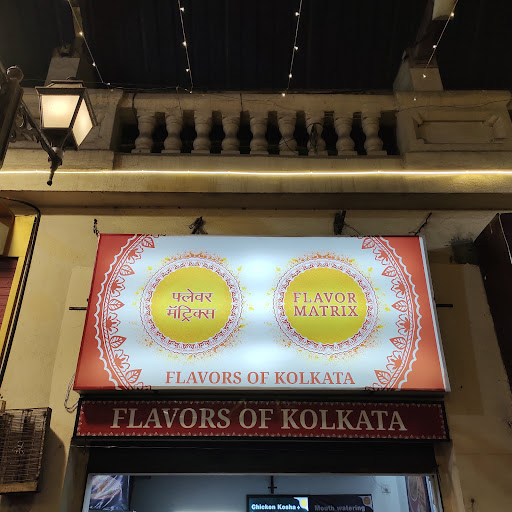 फ्लेवर
मॅट्रिक्स
FLAVOR
MATRIX
FLAVORS OF KOLKATA
FLAVORS OF KOLKATA
Chicken Kosha +
Mouth watering